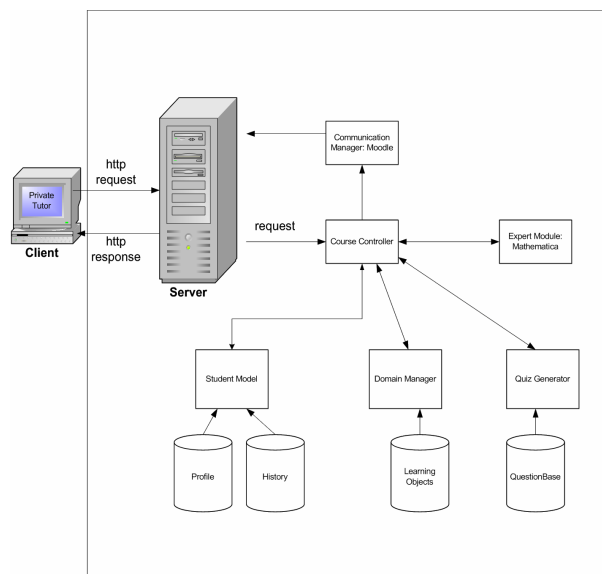 Communication
Manager: Moodle
http
request
Private
Tutor
request
Course Controller
Expert Module:
Mathematica
http
response
Client
Server
Student Model
Domain Manager
Quiz Generator
Profile
History
Learning
Objects
QuestionBase